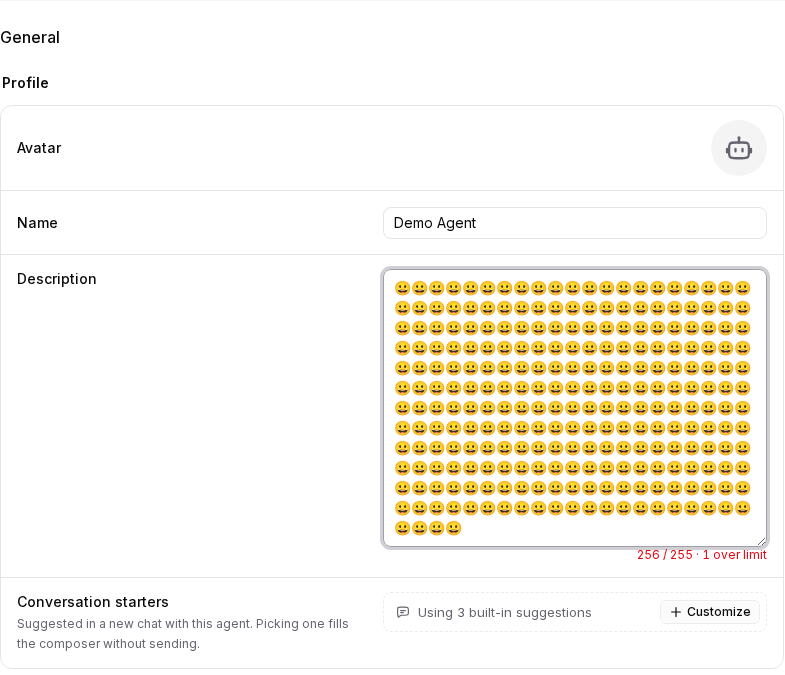 General
Profile
Avatar
Name
Demo Agent
Description
😀😀😀😀😀😀😀😀😀😀😀😀😀😀😀😀😀😀😀😀😀
😀😀😀😀😀😀😀😀😀😀😀😀😀😀😀😀😀😀😀😀😀
😀😀😀😀😀😀😀😀😀😀😀😀😀😀😀😀😀😀😀😀😀
😀😀😀😀😀😀😀😀😀😀😀😀😀😀😀😀😀😀😀😀😀
😀😀😀😀😀😀😀😀😀😀😀😀😀😀😀😀😀😀😀😀😀
😀😀😀😀😀😀😀😀😀😀😀😀😀😀😀😀😀😀😀😀😀
😀😀😀😀😀😀😀😀😀😀😀😀😀😀😀😀😀😀😀😀😀
😀😀😀😀😀😀😀😀😀😀😀😀😀😀😀😀😀😀😀😀😀
😀😀😀😀😀😀😀😀😀😀😀😀😀😀😀😀😀😀😀😀😀
😀😀😀😀😀😀😀😀😀😀😀😀😀😀😀😀😀😀😀😀😀
😀😀😀😀😀😀😀😀😀😀😀😀😀😀😀😀😀😀😀😀😀
😀😀😀😀😀😀😀😀😀😀😀😀😀😀😀😀😀😀😀😀😀
😀😀😀😀
256 / 255 · 1 over limit
Conversation starters
Suggested in a new chat with this agent. Picking one fills
the composer without sending.
Using 3 built-in suggestions
Customize